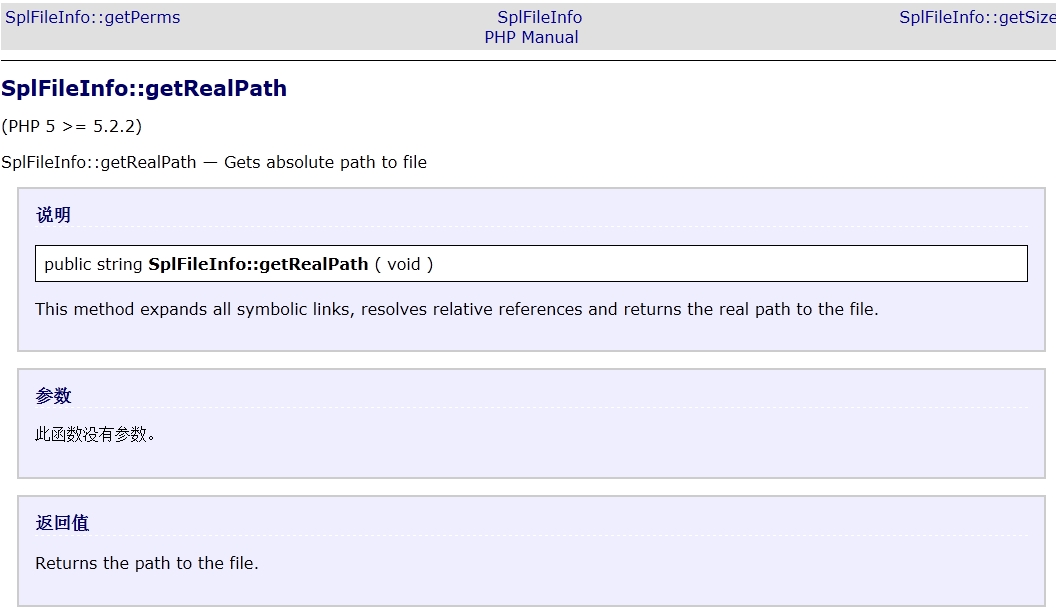 SplFileInfo::getPerms
SplFileInfo
SplFileInfo::getSize
PHP Manual
SplFileInfo::getRealPath
(PHP 5 >= 5.2.2)
SplFileInfo::getRealPath — Gets absolute path to file
说明
public string SplFileInfo::getRealPath ( void )
This method expands all symbolic links, resolves relative references and returns the real path to the file.
参数
此函数没有参数。
返回值
Returns the path to the file.